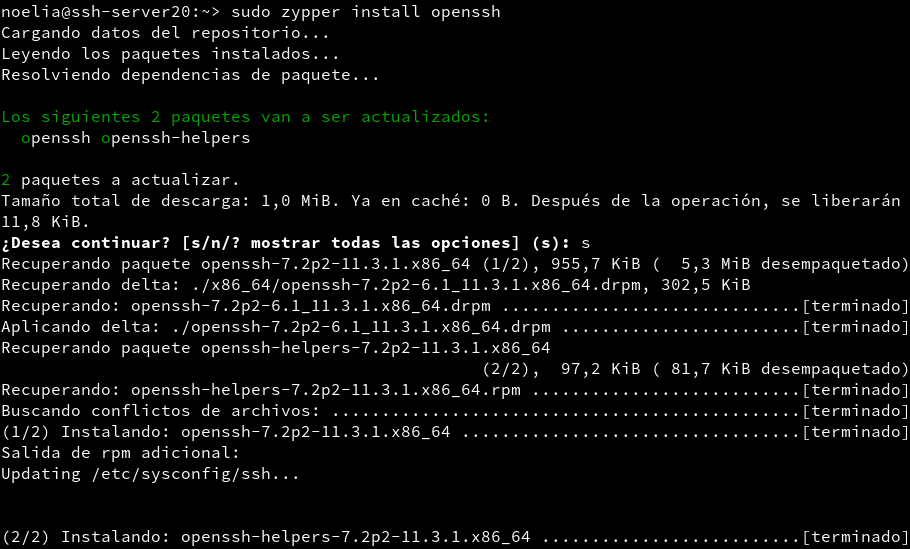 noelia@ssh-server20:~> sudo zypper install openssh
Cargando datos del repositorio...
Leyendo los paquetes instalados...
Resolviendo dependencias de paquete...
Los siguientes 2 paquetes van a ser actualizados:
  openssh openssh-helpers
2 paquetes a actualizar.
Tamaño total de descarga: 1,0 MiB. Ya en caché: 0 B. Después de la operación, se liberarán
11,8 KiB.
¿Desea continuar? [s/n/? mostrar todas las opciones] (s): s
Recuperando paquete openssh-7.2p2-11.3.1.x86_64 (1/2), 955,7 KiB (  5,3 MiB desempaquetado)
Recuperando delta: ./x86_64/openssh-7.2p2-6.1_11.3.1.x86_64.drpm, 302,5 KiB
Recuperando: openssh-7.2p2-6.1_11.3.1.x86_64.drpm ..............................[terminado]
Aplicando delta: ./openssh-7.2p2-6.1_11.3.1.x86_64.drpm ........................[terminado]
Recuperando paquete openssh-helpers-7.2p2-11.3.1.x86_64
                                                (2/2),  97,2 KiB ( 81,7 KiB desempaquetado)
Recuperando: openssh-helpers-7.2p2-11.3.1.x86_64.rpm ...........................[terminado]
Buscando conflictos de archivos: ...............................................[terminado]
(1/2) Instalando: openssh-7.2p2-11.3.1.x86_64 ..................................[terminado]
Salida de rpm adicional:
Updating /etc/sysconfig/ssh...
(2/2) Instalando: openssh-helpers-7.2p2-11.3.1.x86_64 ..........................[terminado]